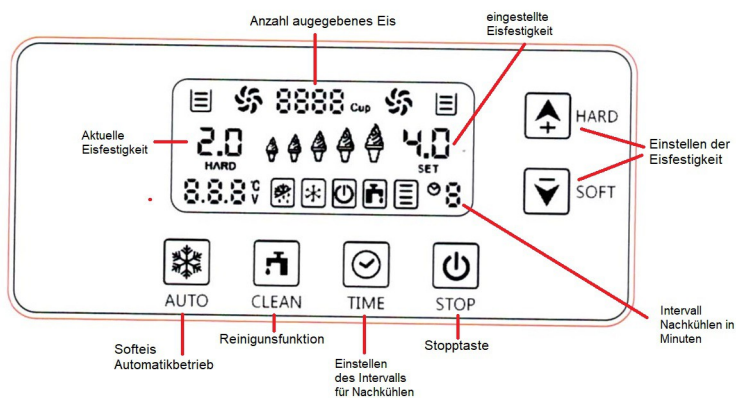 Anzahl augegebenes Eis
eingestellte
Eisfestigkeit
Aktuelle
Eisfestigkeit
8888 Cup
2.0
HARD
4.0
SET
8.8.8 °C
V
8
HARD
SOFT
Einstellen der
Eisfestigkeit
AUTO CLEAN TIME STOP
Softeis
Automatikbetrieb
Reinigunsfunktion
Einstellen
des Intervalls
für Nachkühlen
Stopptaste
Intervall
Nachkühlen in
Minuten